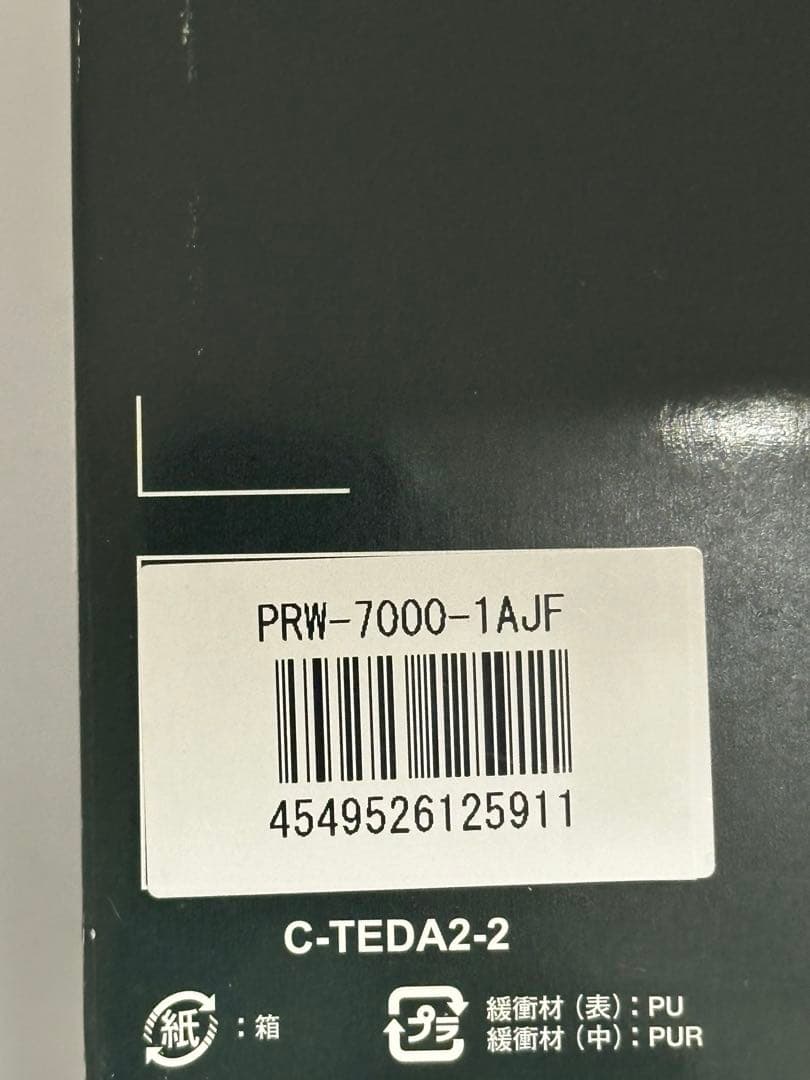 PRW-7000-1AJF
4549526125911
C-TEDA2-2
紙 : 箱
プラ 緩衝材（表）: PU
緩衝材（中）: PUR